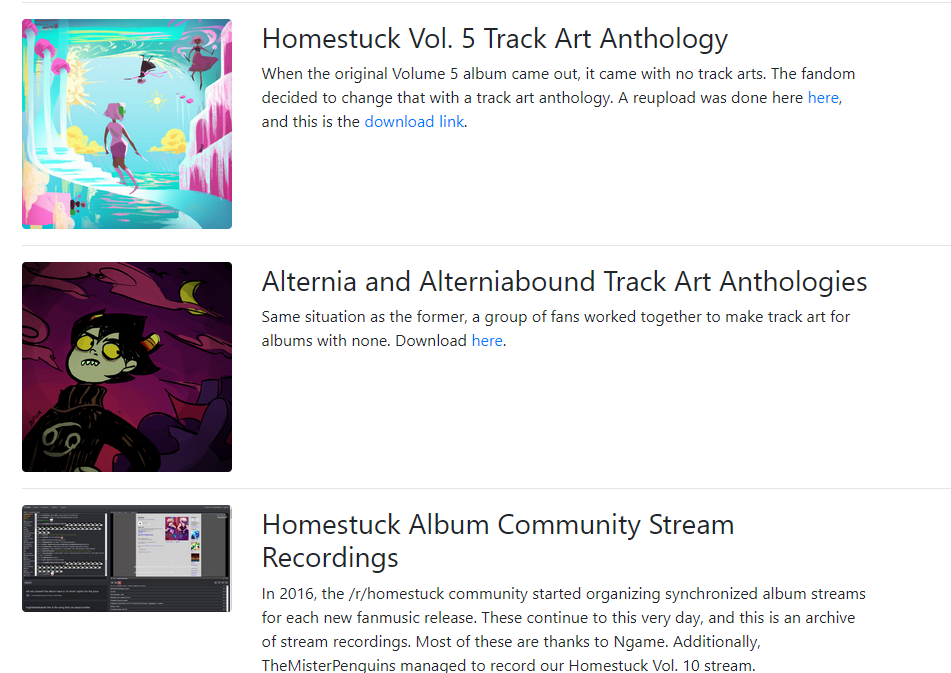 Homestuck Vol. 5 Track Art Anthology
When the original Volume 5 album came out, it came with no track arts. The fandom
decided to change that with a track art anthology. A reupload was done here here,
and this is the download link.
Alternia and Alterniabound Track Art Anthologies
Same situation as the former, a group of fans worked together to make track art for
albums with none. Download here.
Homestuck Album Community Stream
Recordings
In 2016, the /r/homestuck community started organizing synchronized album streams
for each new fanmusic release. These continue to this very day, and this is an archive
of stream recordings. Most of these are thanks to Ngame. Additionally,
TheMisterPenguins managed to record our Homestuck Vol. 10 stream.